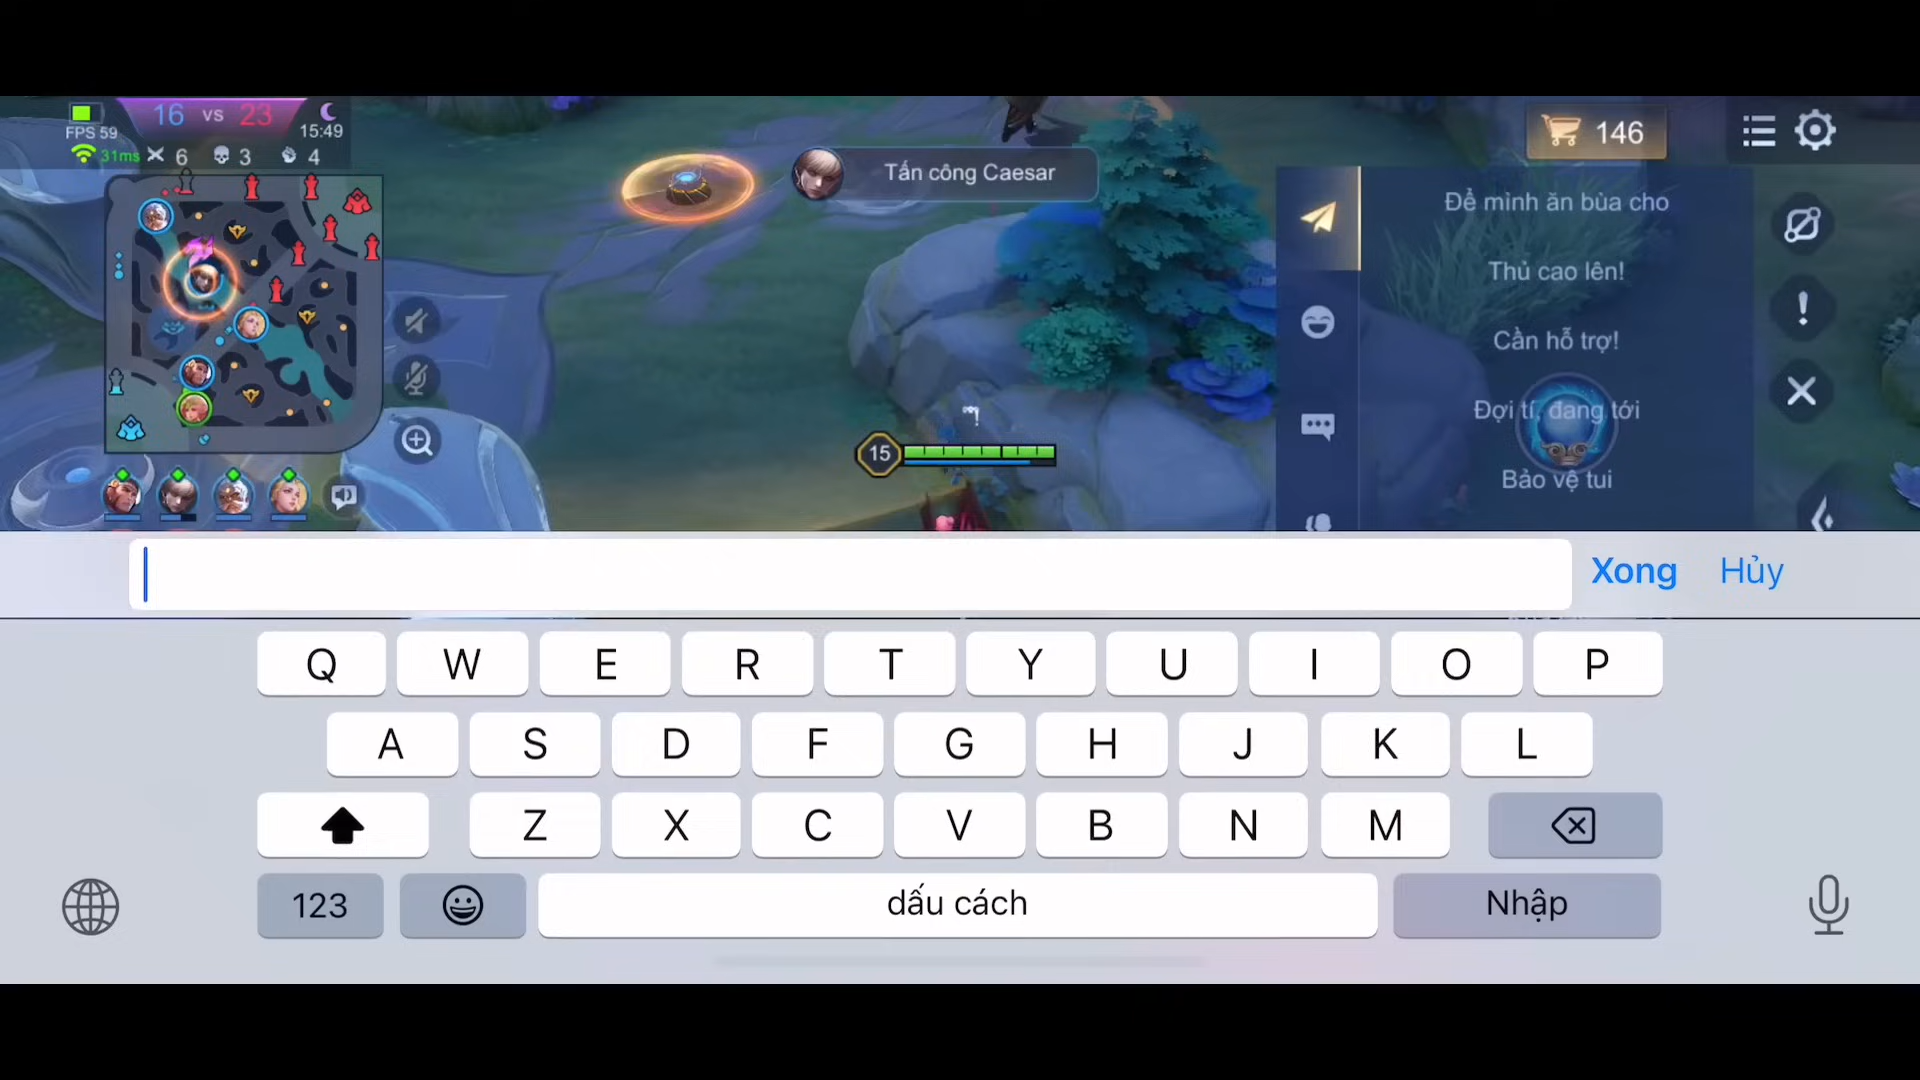 16 vs 23
FPS 59
15:49
31ms
6
3
4
Tấn công Caesar
146
Để mình ăn bùa cho
Thủ cao lên!
Cần hỗ trợ!
Đợi tí, đang tới
Bảo vệ tui
15
Xong
Hủy
Q W E R T Y U I O P
A S D F G H J K L
Z X C V B N M
123
dấu cách
Nhập